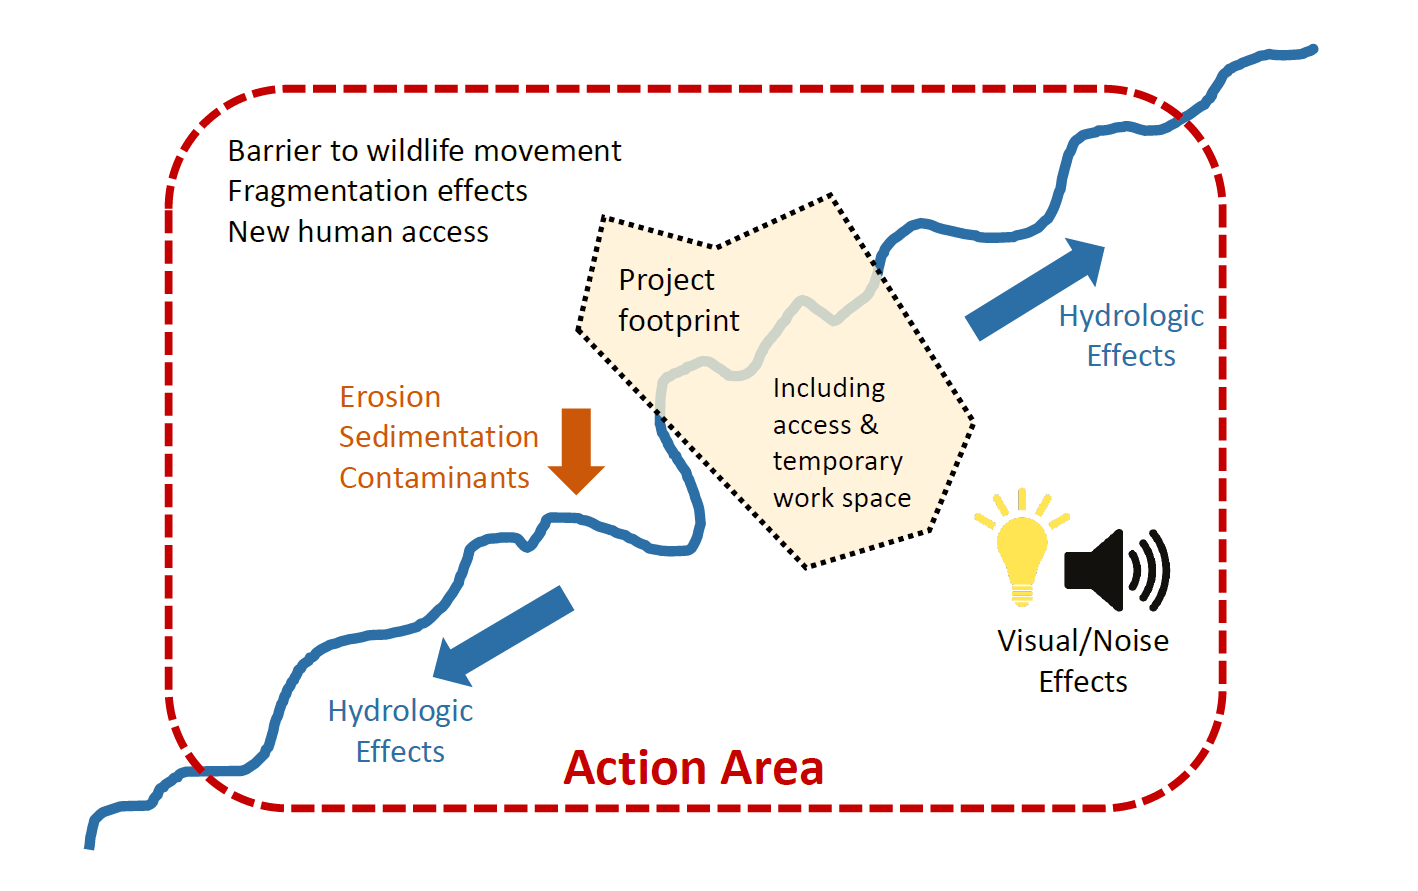 Barrier to wildlife movement
Fragmentation effects
New human access
Project
footprint
Including
access &
temporary
work space
Hydrologic
Effects
Erosion
Sedimentation
Contaminants
Visual/Noise
Effects
Hydrologic
Effects
Action Area